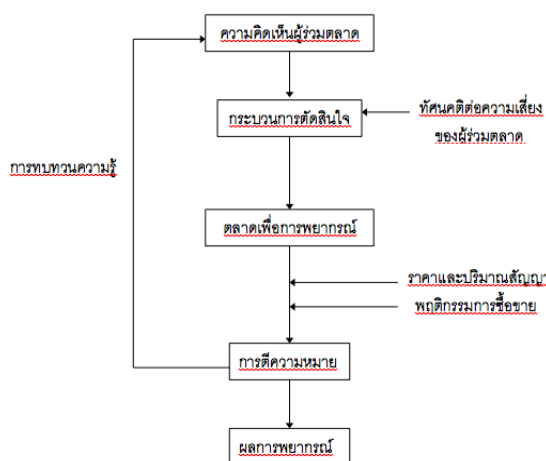 ความคิดเห็นผู้ร่วมตลาด
กระบวนการตัดสินใจ
ทัศนคติต่อความเสี่ยง
ของผู้ร่วมตลาด
การทบทวนความรู้
ตลาดเพื่อการพยากรณ์
ราคาและปริมาณสัญญา
พฤติกรรมการซื้อขาย
การตีความหมาย
ผลการพยากรณ์